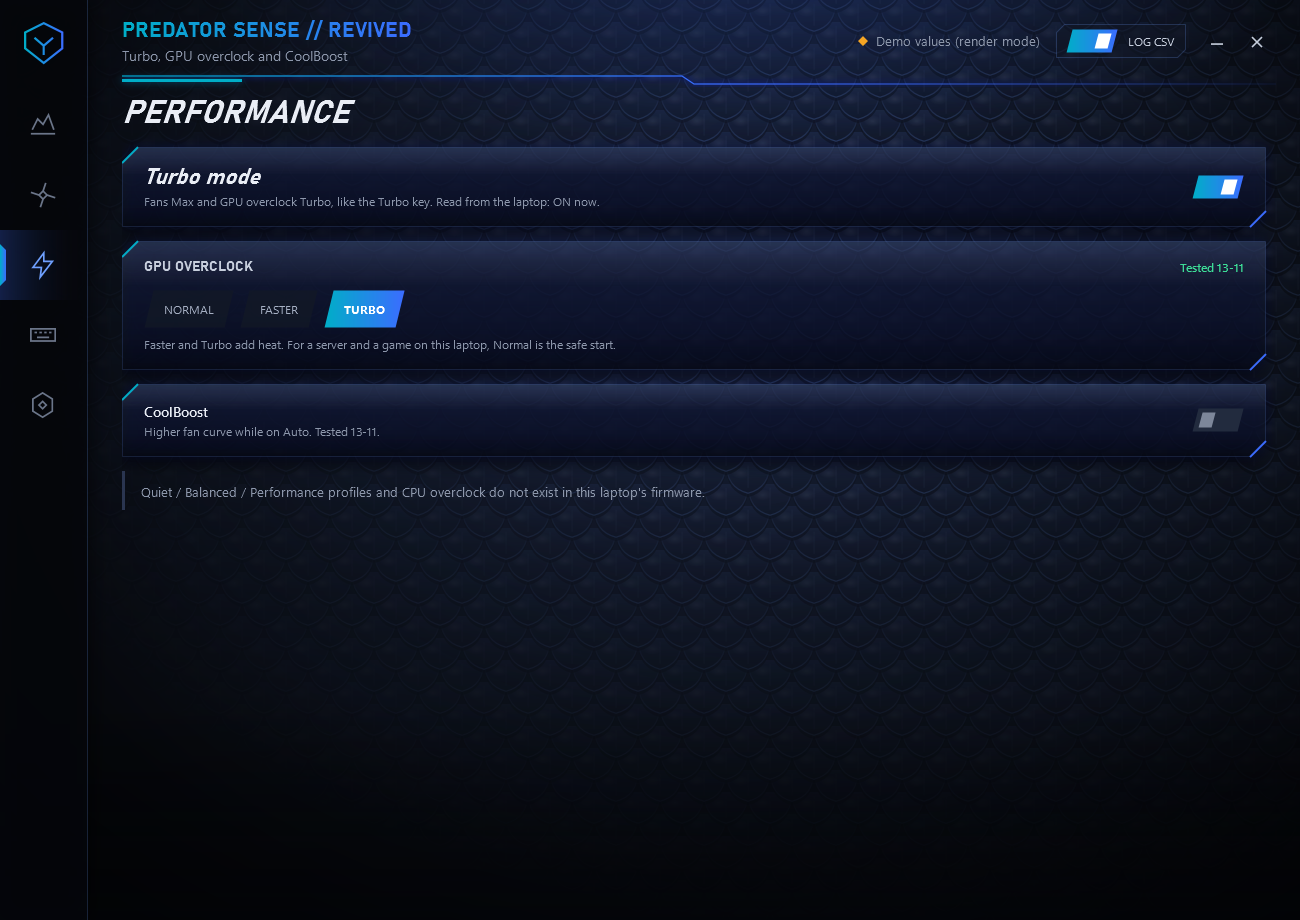 PREDATOR SENSE // REVIVED
Turbo, GPU overclock and CoolBoost
Demo values (render mode)
LOG CSV
PERFORMANCE
Turbo mode
Fans Max and GPU overclock Turbo, like the Turbo key. Read from the laptop: ON now.
GPU OVERCLOCK
Tested 13-11
NORMAL FASTER TURBO
Faster and Turbo add heat. For a server and a game on this laptop, Normal is the safe start.
CoolBoost
Higher fan curve while on Auto. Tested 13-11.
Quiet / Balanced / Performance profiles and CPU overclock do not exist in this laptop's firmware.